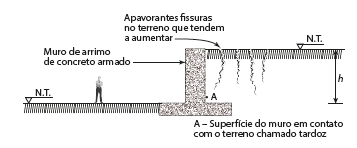 Apavorantes fissuras
no terreno que tendem
a aumentar
N.T.
Muro de arrimo
de concreto armado
h
N.T.
A
A – Superfície do muro em contato
com o terreno chamado tardoz